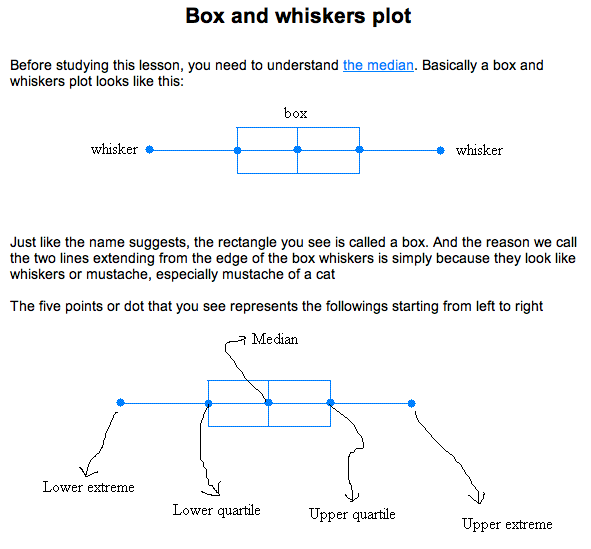 Box and whiskers plot
Before studying this lesson, you need to understand the median. Basically a box and
whiskers plot looks like this:
box
whisker
whisker
Just like the name suggests, the rectangle you see is called a box. And the reason we call
the two lines extending from the edge of the box whiskers is simply because they look like
whiskers or mustache, especially mustache of a cat
The five points or dot that you see represents the followings starting from left to right
Median
Lower extreme
Lower quartile
Upper quartile
Upper extreme